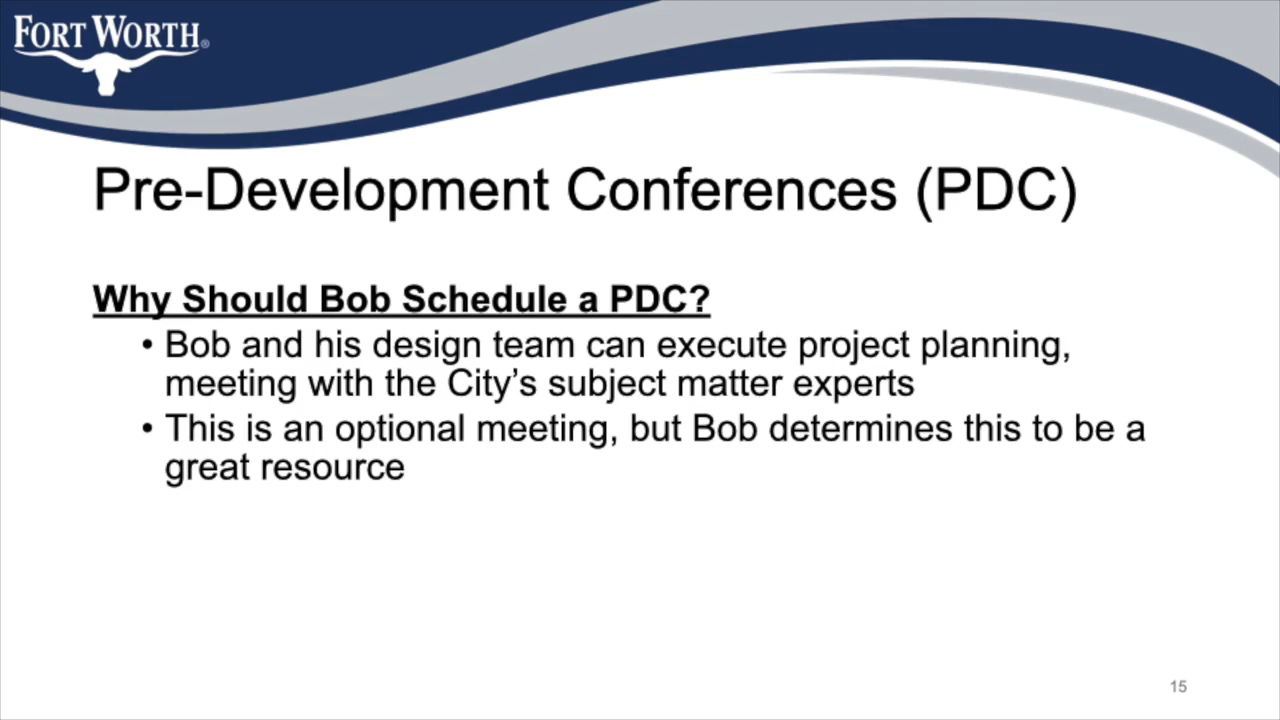 FORT WORTH®
Pre-Development Conferences (PDC)
Why Should Bob Schedule a PDC?
• Bob and his design team can execute project planning,
meeting with the City’s subject matter experts
• This is an optional meeting, but Bob determines this to be a
great resource
15